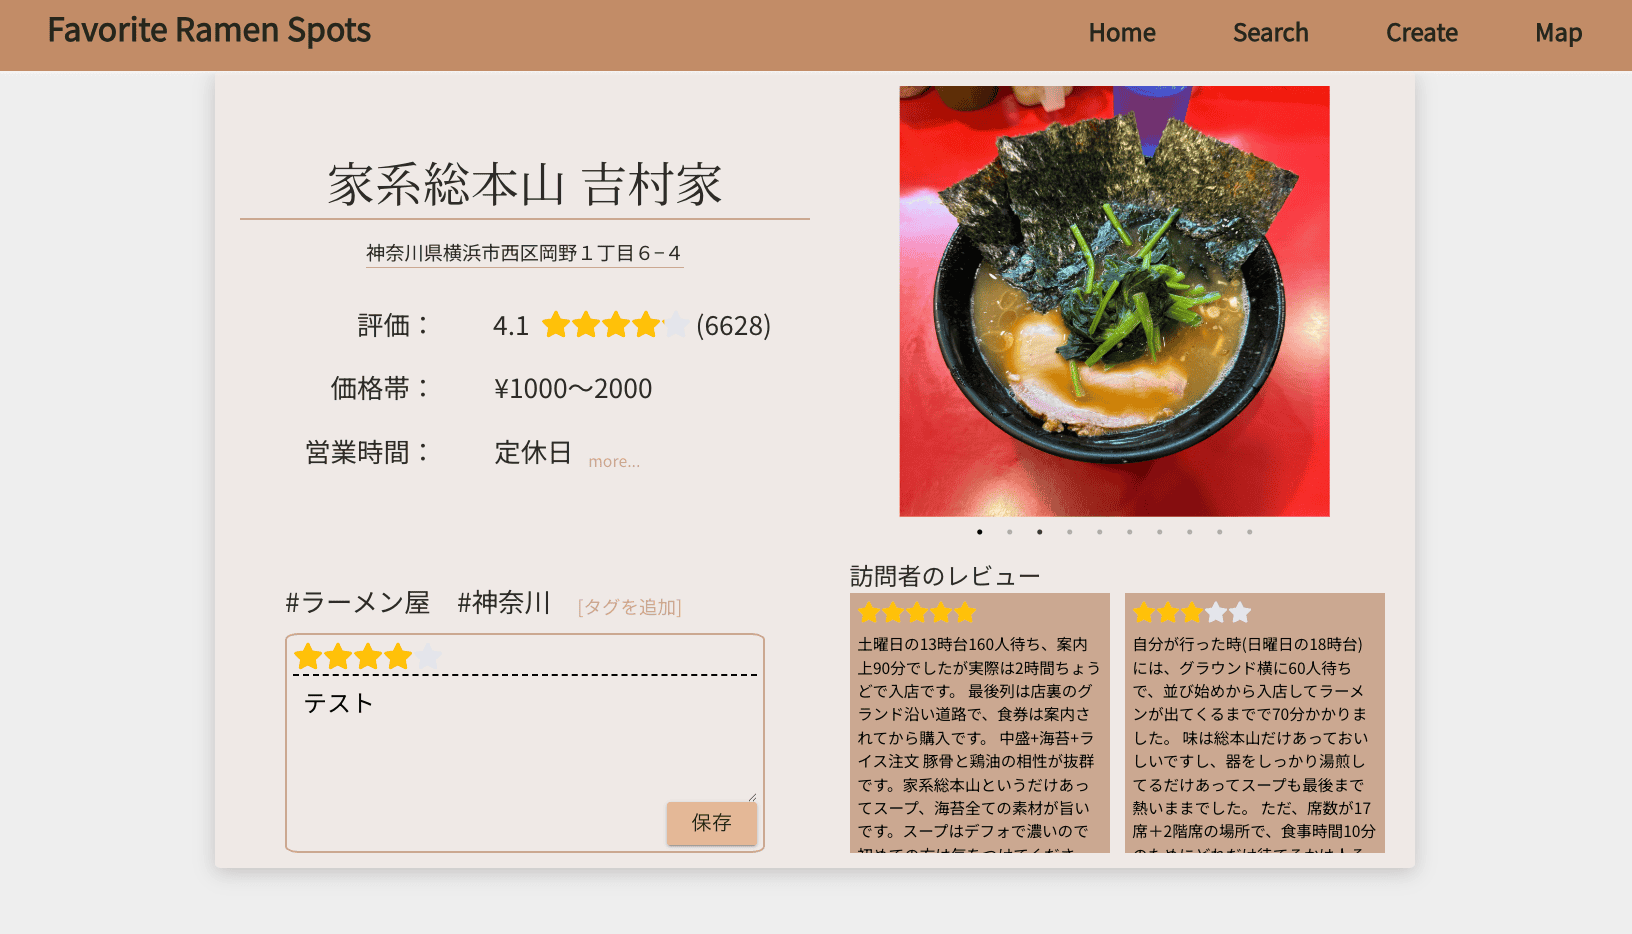 Favorite Ramen Spots
Home
Search
Create
Map
家系総本山 吉村家
神奈川県横浜市西区岡野１丁目６−４
評価： 4.1 (6628)
価格帯： ¥1000〜2000
営業時間： 定休日 more...
#ラーメン屋 #神奈川 [タグを追加]
テスト
保存
訪問者のレビュー
土曜日の13時台160人待ち、案内
上90分でしたが実際は2時間ちょう
どで入店です。 最後列は店裏のグ
ランド沿い道路で、食券は案内さ
れてから購入です。 中盛+海苔+ラ
イス注文 豚骨と鶏油の相性が抜群
です。家系総本山というだけあっ
てスープ、海苔全ての素材が旨い
です。スープはデフォで濃いので
自分が行った時(日曜日の18時台)
には、グラウンド横に60人待ち
で、並び始めから入店してラーメ
ンが出てくるまでで70分かかりま
した。 味は総本山だけあっておい
しいですし、器をしっかり湯煎し
てるだけあってスープも最後まで
熱いままでした。 ただ、席数が17
席＋2階席の場所で、食事時間10分